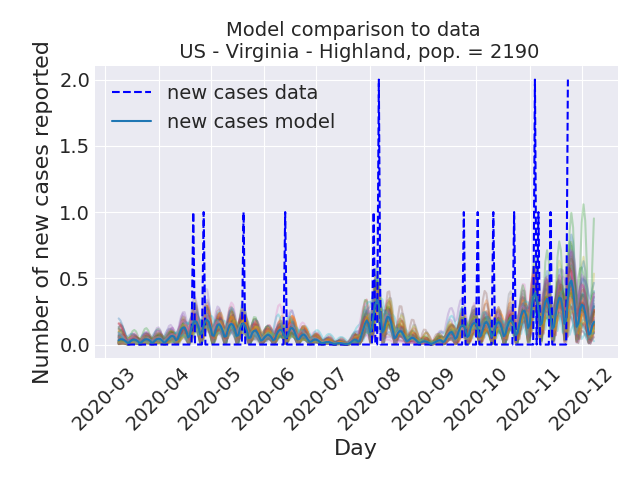 Model comparison to data
US - Virginia - Highland, pop. = 2190
new cases data
new cases model
Number of new cases reported
2.0
1.5
1.0
0.5
0.0
2020-03
2020-04
2020-05
2020-06
2020-07
2020-08
2020-09
2020-10
2020-11
2020-12
Day